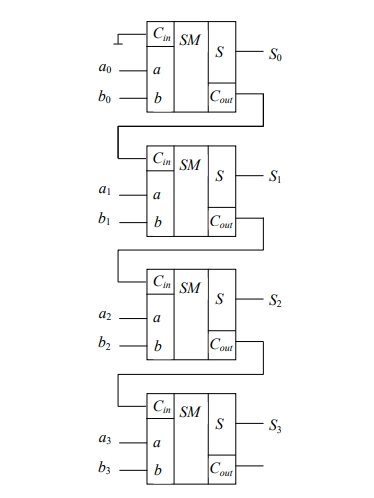 C_in SM
S S_0
a_0 a
b_0 b C_out
C_in SM
S S_1
a_1 a
b_1 b C_out
C_in SM
S S_2
a_2 a
b_2 b C_out
C_in SM
S S_3
a_3 a
b_3 b C_out